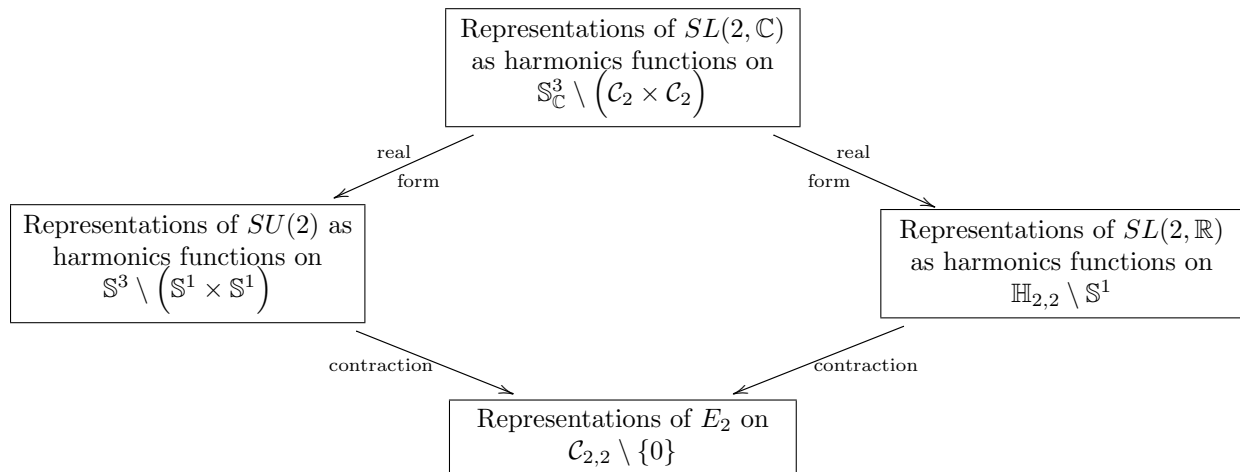 Representations of SL(2, ℂ)
as harmonics functions on
𝕊³_ℂ \ (𝒞₂ × 𝒞₂)
real
form
real
form
Representations of SU(2) as
harmonics functions on
𝕊³ \ (𝕊¹ × 𝕊¹)
Representations of SL(2, ℝ)
as harmonics functions on
ℍ₂,₂ \ 𝕊¹
contraction
contraction
Representations of E₂ on
𝒞₂,₂ \ {0}